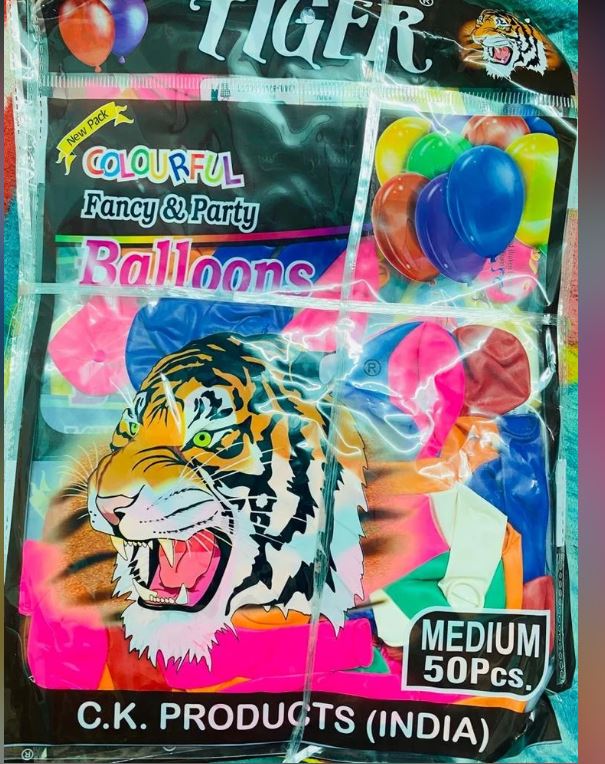 TIGER®
New Pack
COLOURFUL
Fancy & Party
Balloons
®
MEDIUM
50Pcs.
C.K. PRODUCTS (INDIA)
®